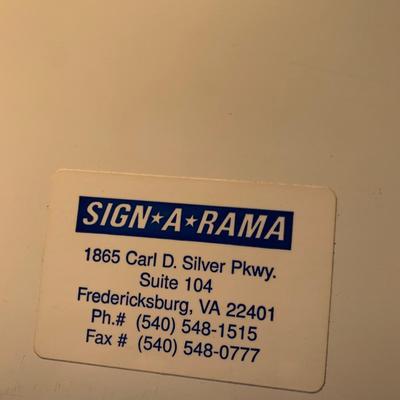 SIGN★A★RAMA
1865 Carl D. Silver Pkwy.
Suite 104
Fredericksburg, VA 22401
Ph.# (540) 548-1515
Fax # (540) 548-0777